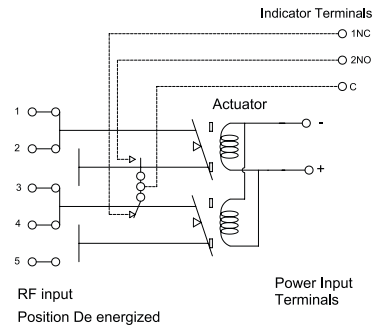 Indicator Terminals
1NC
2NO
C
Actuator
1
2
3
4
5
-
+
RF input
Position De energized
Power Input
Terminals